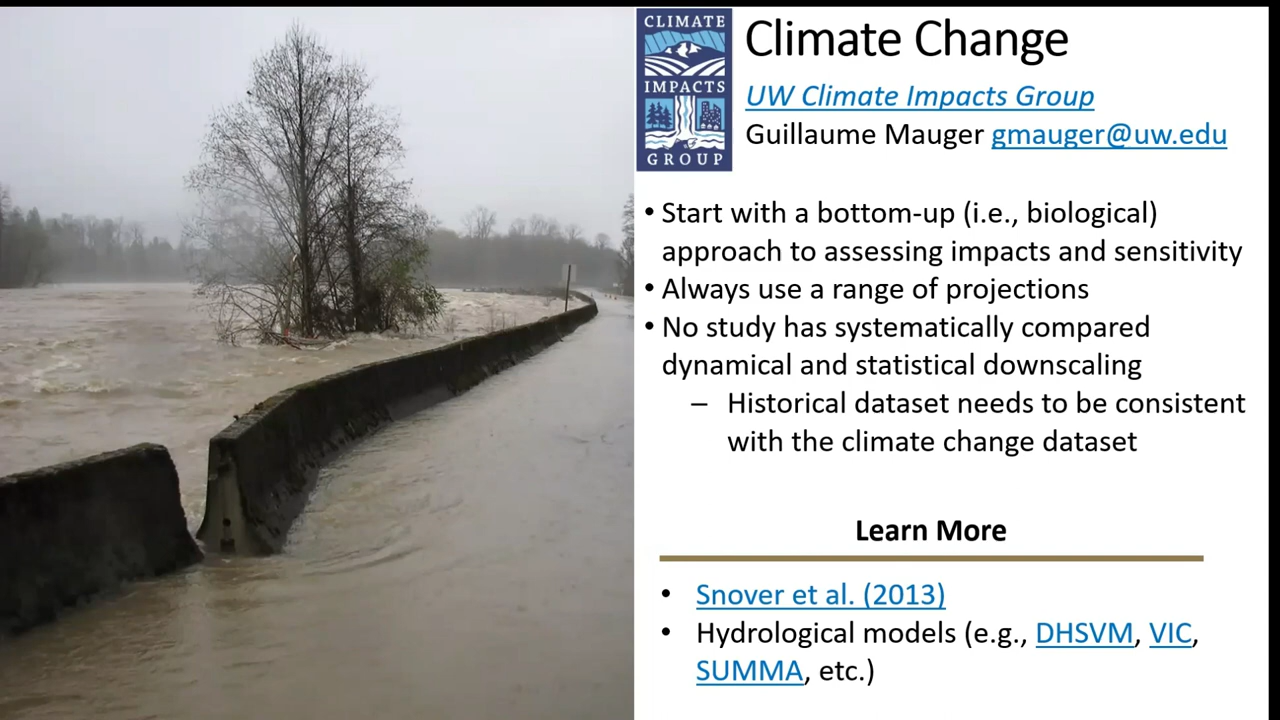 CLIMATE
IMPACTS
GROUP
Climate Change
UW Climate Impacts Group
Guillaume Mauger gmauger@uw.edu
• Start with a bottom-up (i.e., biological)
approach to assessing impacts and sensitivity
• Always use a range of projections
• No study has systematically compared
dynamical and statistical downscaling
– Historical dataset needs to be consistent
with the climate change dataset
Learn More
• Snover et al. (2013)
• Hydrological models (e.g., DHSVM, VIC,
SUMMA, etc.)